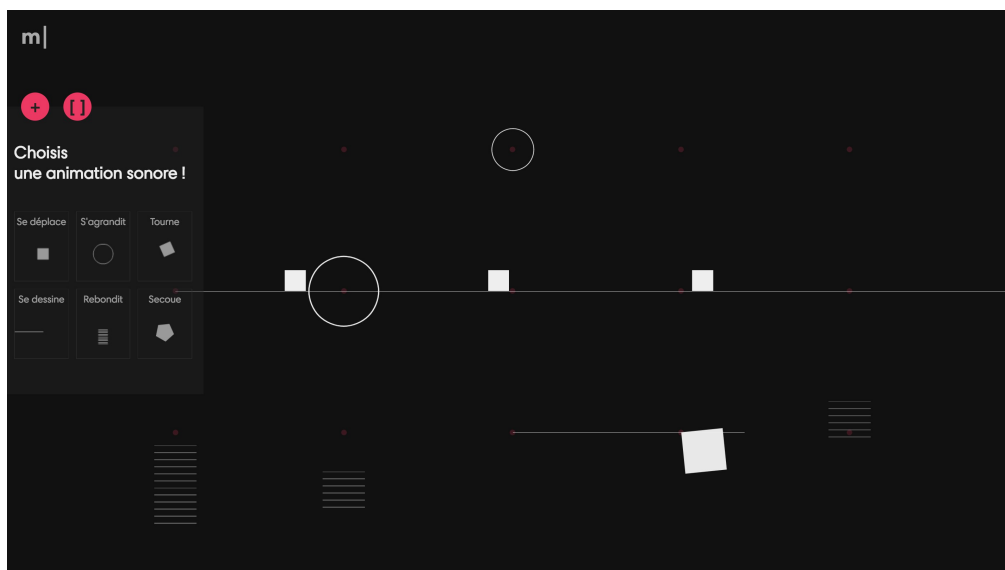 m|
+ []
Choisis
une animation sonore !
Se déplace S'agrandit Tourne
Se dessine Rebondit Secoue